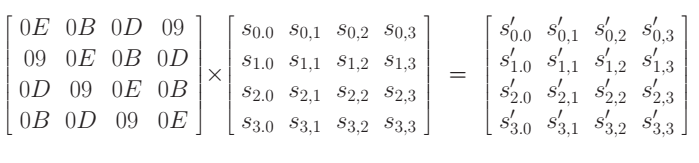 0E 0B 0D 09 s0.0 s0,1 s0,2 s0,3 s′0.0 s′0,1 s′0,2 s′0,3
09 0E 0B 0D × s1.0 s1,1 s1,2 s1,3 = s′1.0 s′1,1 s′1,2 s′1,3
0D 09 0E 0B s2.0 s2,1 s2,2 s2,3 s′2.0 s′2,1 s′2,2 s′2,3
0B 0D 09 0E s3.0 s3,1 s3,2 s3,3 s′3.0 s′3,1 s′3,2 s′3,3